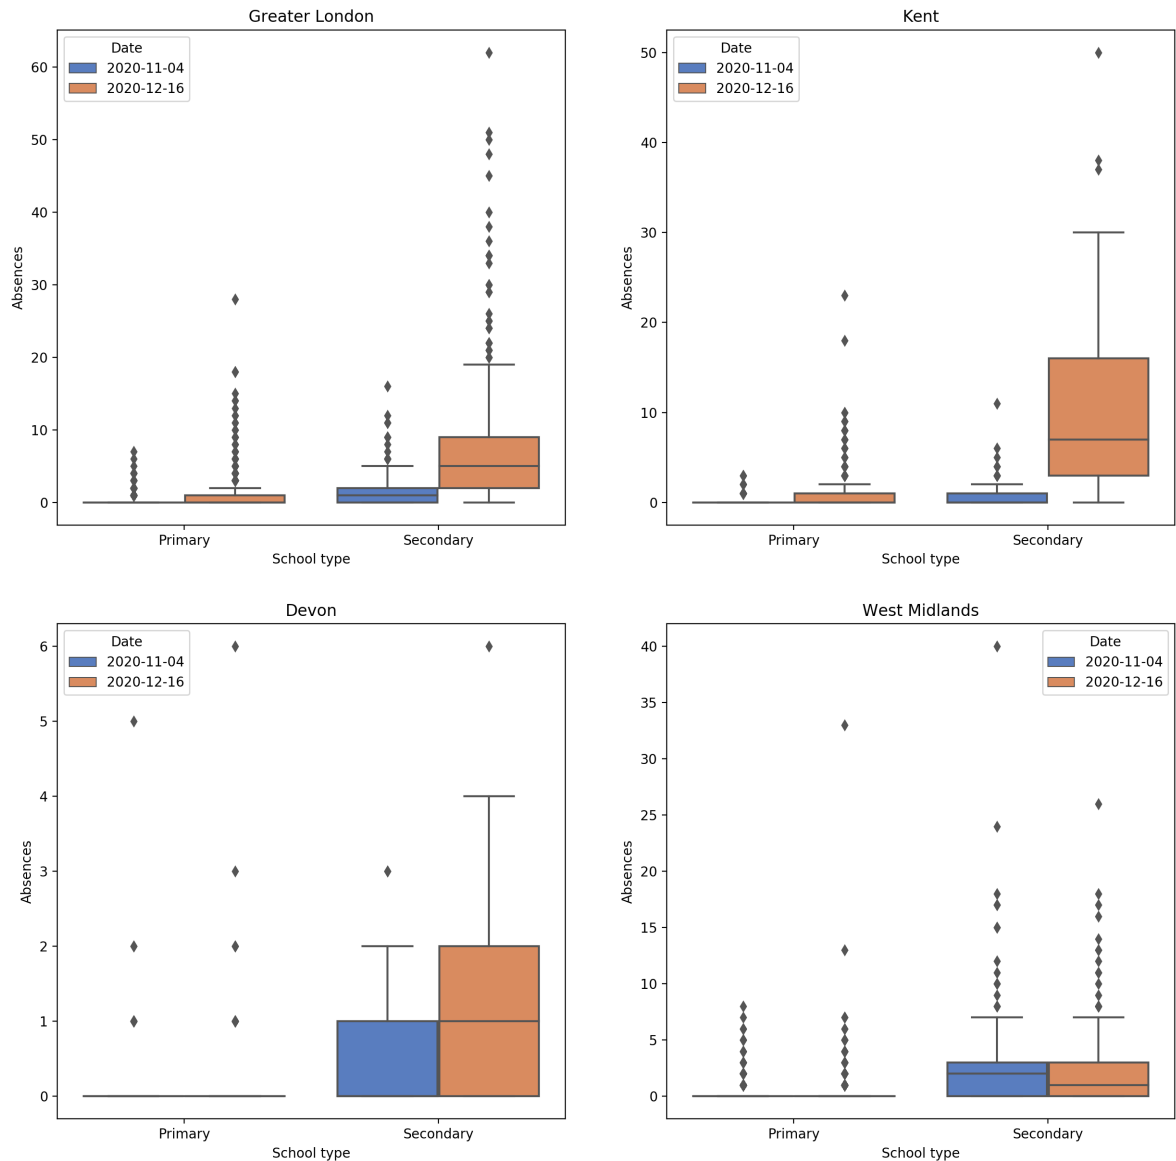 Greater London
Date
2020-11-04
2020-12-16
Absences
60
50
40
30
20
10
0
Primary
Secondary
School type
Kent
Date
2020-11-04
2020-12-16
Absences
50
40
30
20
10
0
Primary
Secondary
School type
Devon
Date
2020-11-04
2020-12-16
Absences
6
5
4
3
2
1
0
Primary
Secondary
School type
West Midlands
Date
2020-11-04
2020-12-16
Absences
40
35
30
25
20
15
10
5
0
Primary
Secondary
School type